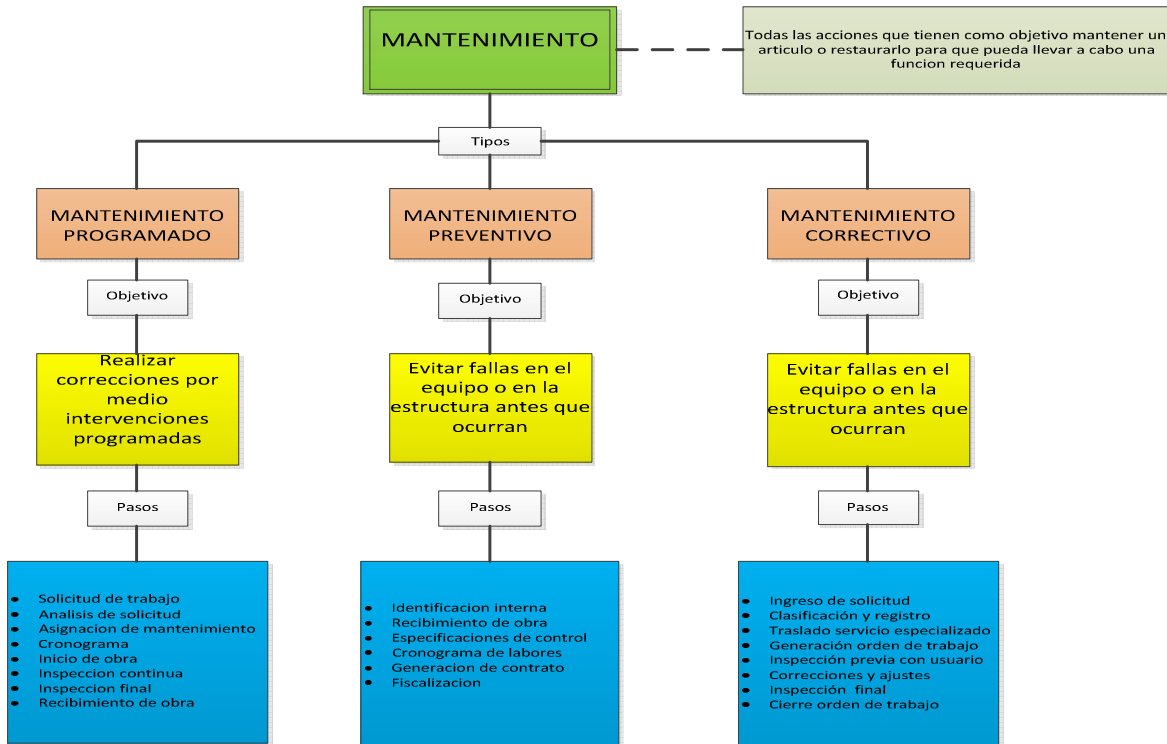 MANTENIMIENTO
Todas las acciones que tienen como objetivo mantener un
articulo o restaurarlo para que pueda llevar a cabo una
funcion requerida
Tipos
MANTENIMIENTO
PROGRAMADO
Objetivo
Realizar
correcciones por
medio
intervenciones
programadas
Pasos
Solicitud de trabajo
Analisis de solicitud
Asignacion de mantenimiento
Cronograma
Inicio de obra
Inspeccion continua
Inspeccion final
Recibimiento de obra
MANTENIMIENTO
PREVENTIVO
Objetivo
Evitar fallas en el
equipo o en la
estructura antes que
ocurran
Pasos
Identificacion interna
Recibimiento de obra
Especificaciones de control
Cronograma de labores
Generacion de contrato
Fiscalizacion
MANTENIMIENTO
CORRECTIVO
Objetivo
Evitar fallas en el
equipo o en la
estructura antes que
ocurran
Pasos
Ingreso de solicitud
Clasificación y registro
Traslado servicio especializado
Generación orden de trabajo
Inspección previa con usuario
Correcciones y ajustes
Inspección final
Cierre orden de trabajo